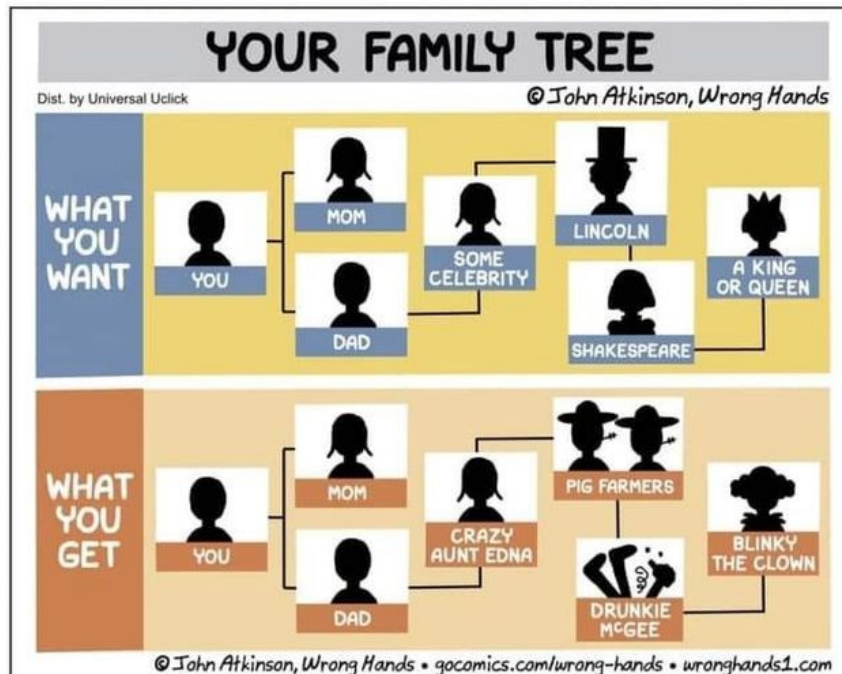 YOUR FAMILY TREE
Dist. by Universal Uclick
© John Atkinson, Wrong Hands
WHAT
YOU
WANT
YOU
MOM
DAD
SOME
CELEBRITY
LINCOLN
SHAKESPEARE
A KING
OR QUEEN
WHAT
YOU
GET
YOU
MOM
DAD
CRAZY
AUNT EDNA
PIG FARMERS
DRUNKIE
McGEE
BLINKY
THE CLOWN
© John Atkinson, Wrong Hands • gocomics.com/wrong-hands • wronghands1.com